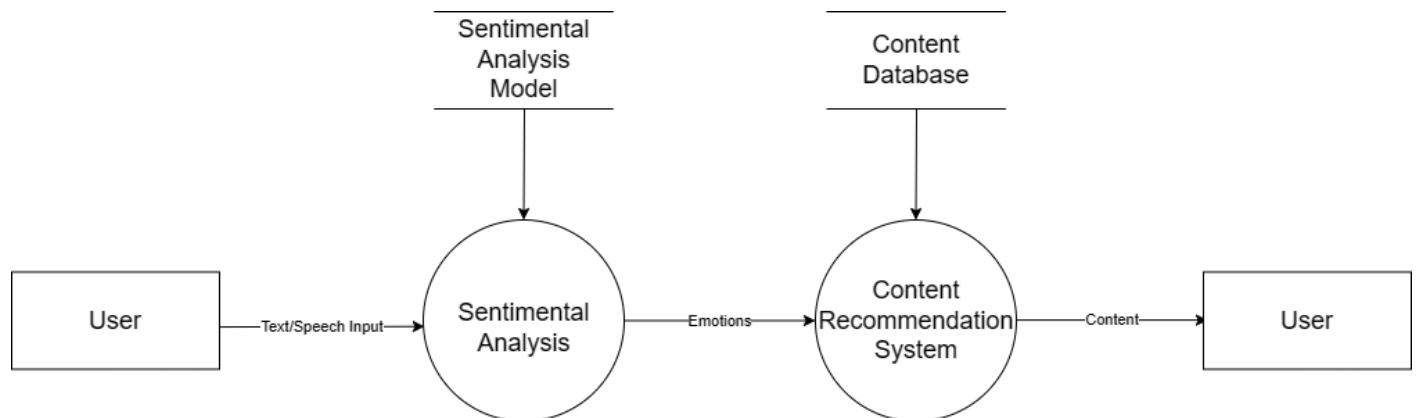 Sentimental
Analysis
Model
Content
Database
User
Text/Speech Input
Sentimental
Analysis
Emotions
Content
Recommendation
System
Content
User